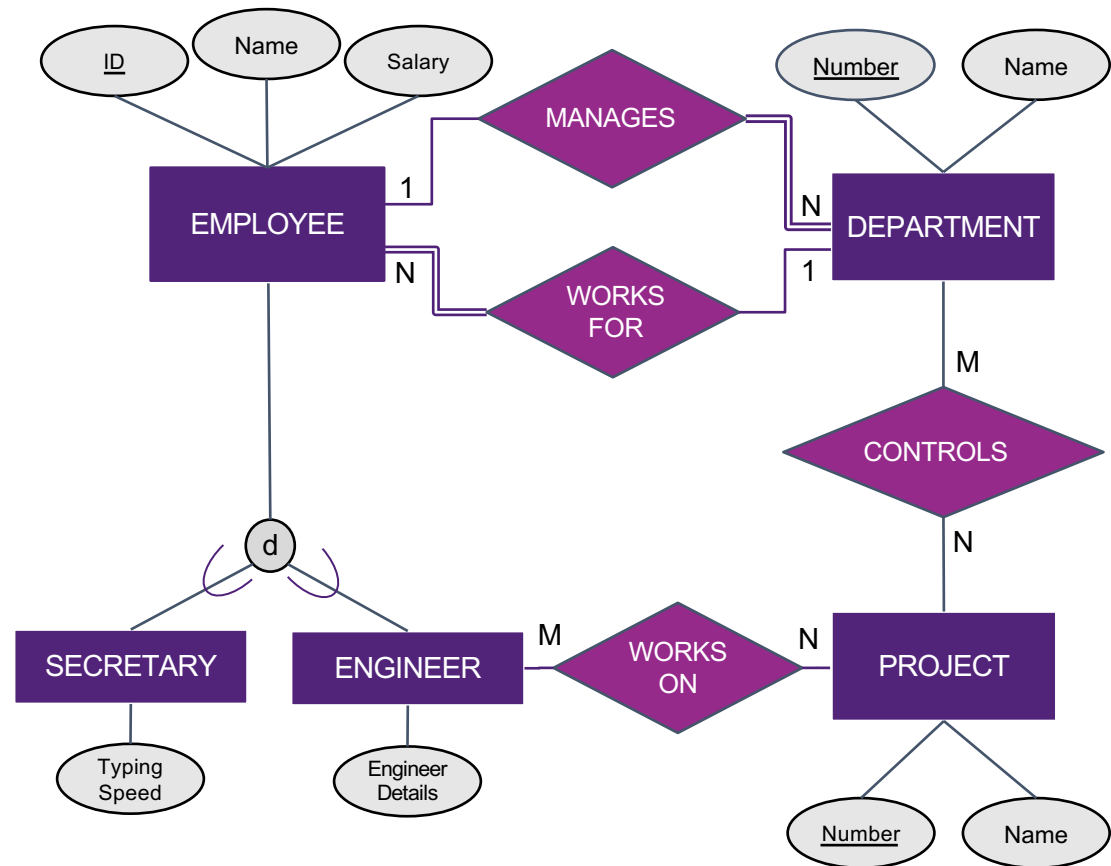 ID
Name
Salary
Number
Name
MANAGES
1
N
EMPLOYEE
DEPARTMENT
N
1
WORKS
FOR
M
CONTROLS
N
d
SECRETARY
ENGINEER
M
WORKS
ON
N
PROJECT
Typing
Speed
Engineer
Details
Number
Name